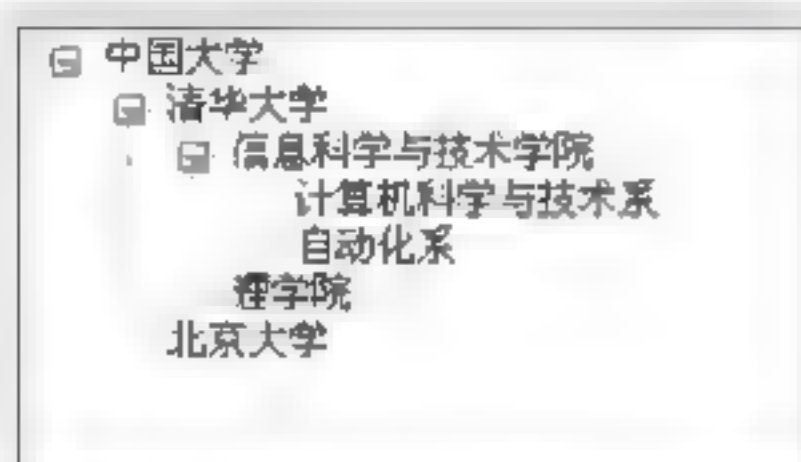 中国大学
清华大学
信息科学与技术学院
计算机科学与技术系
自动化系
理学院
北京大学